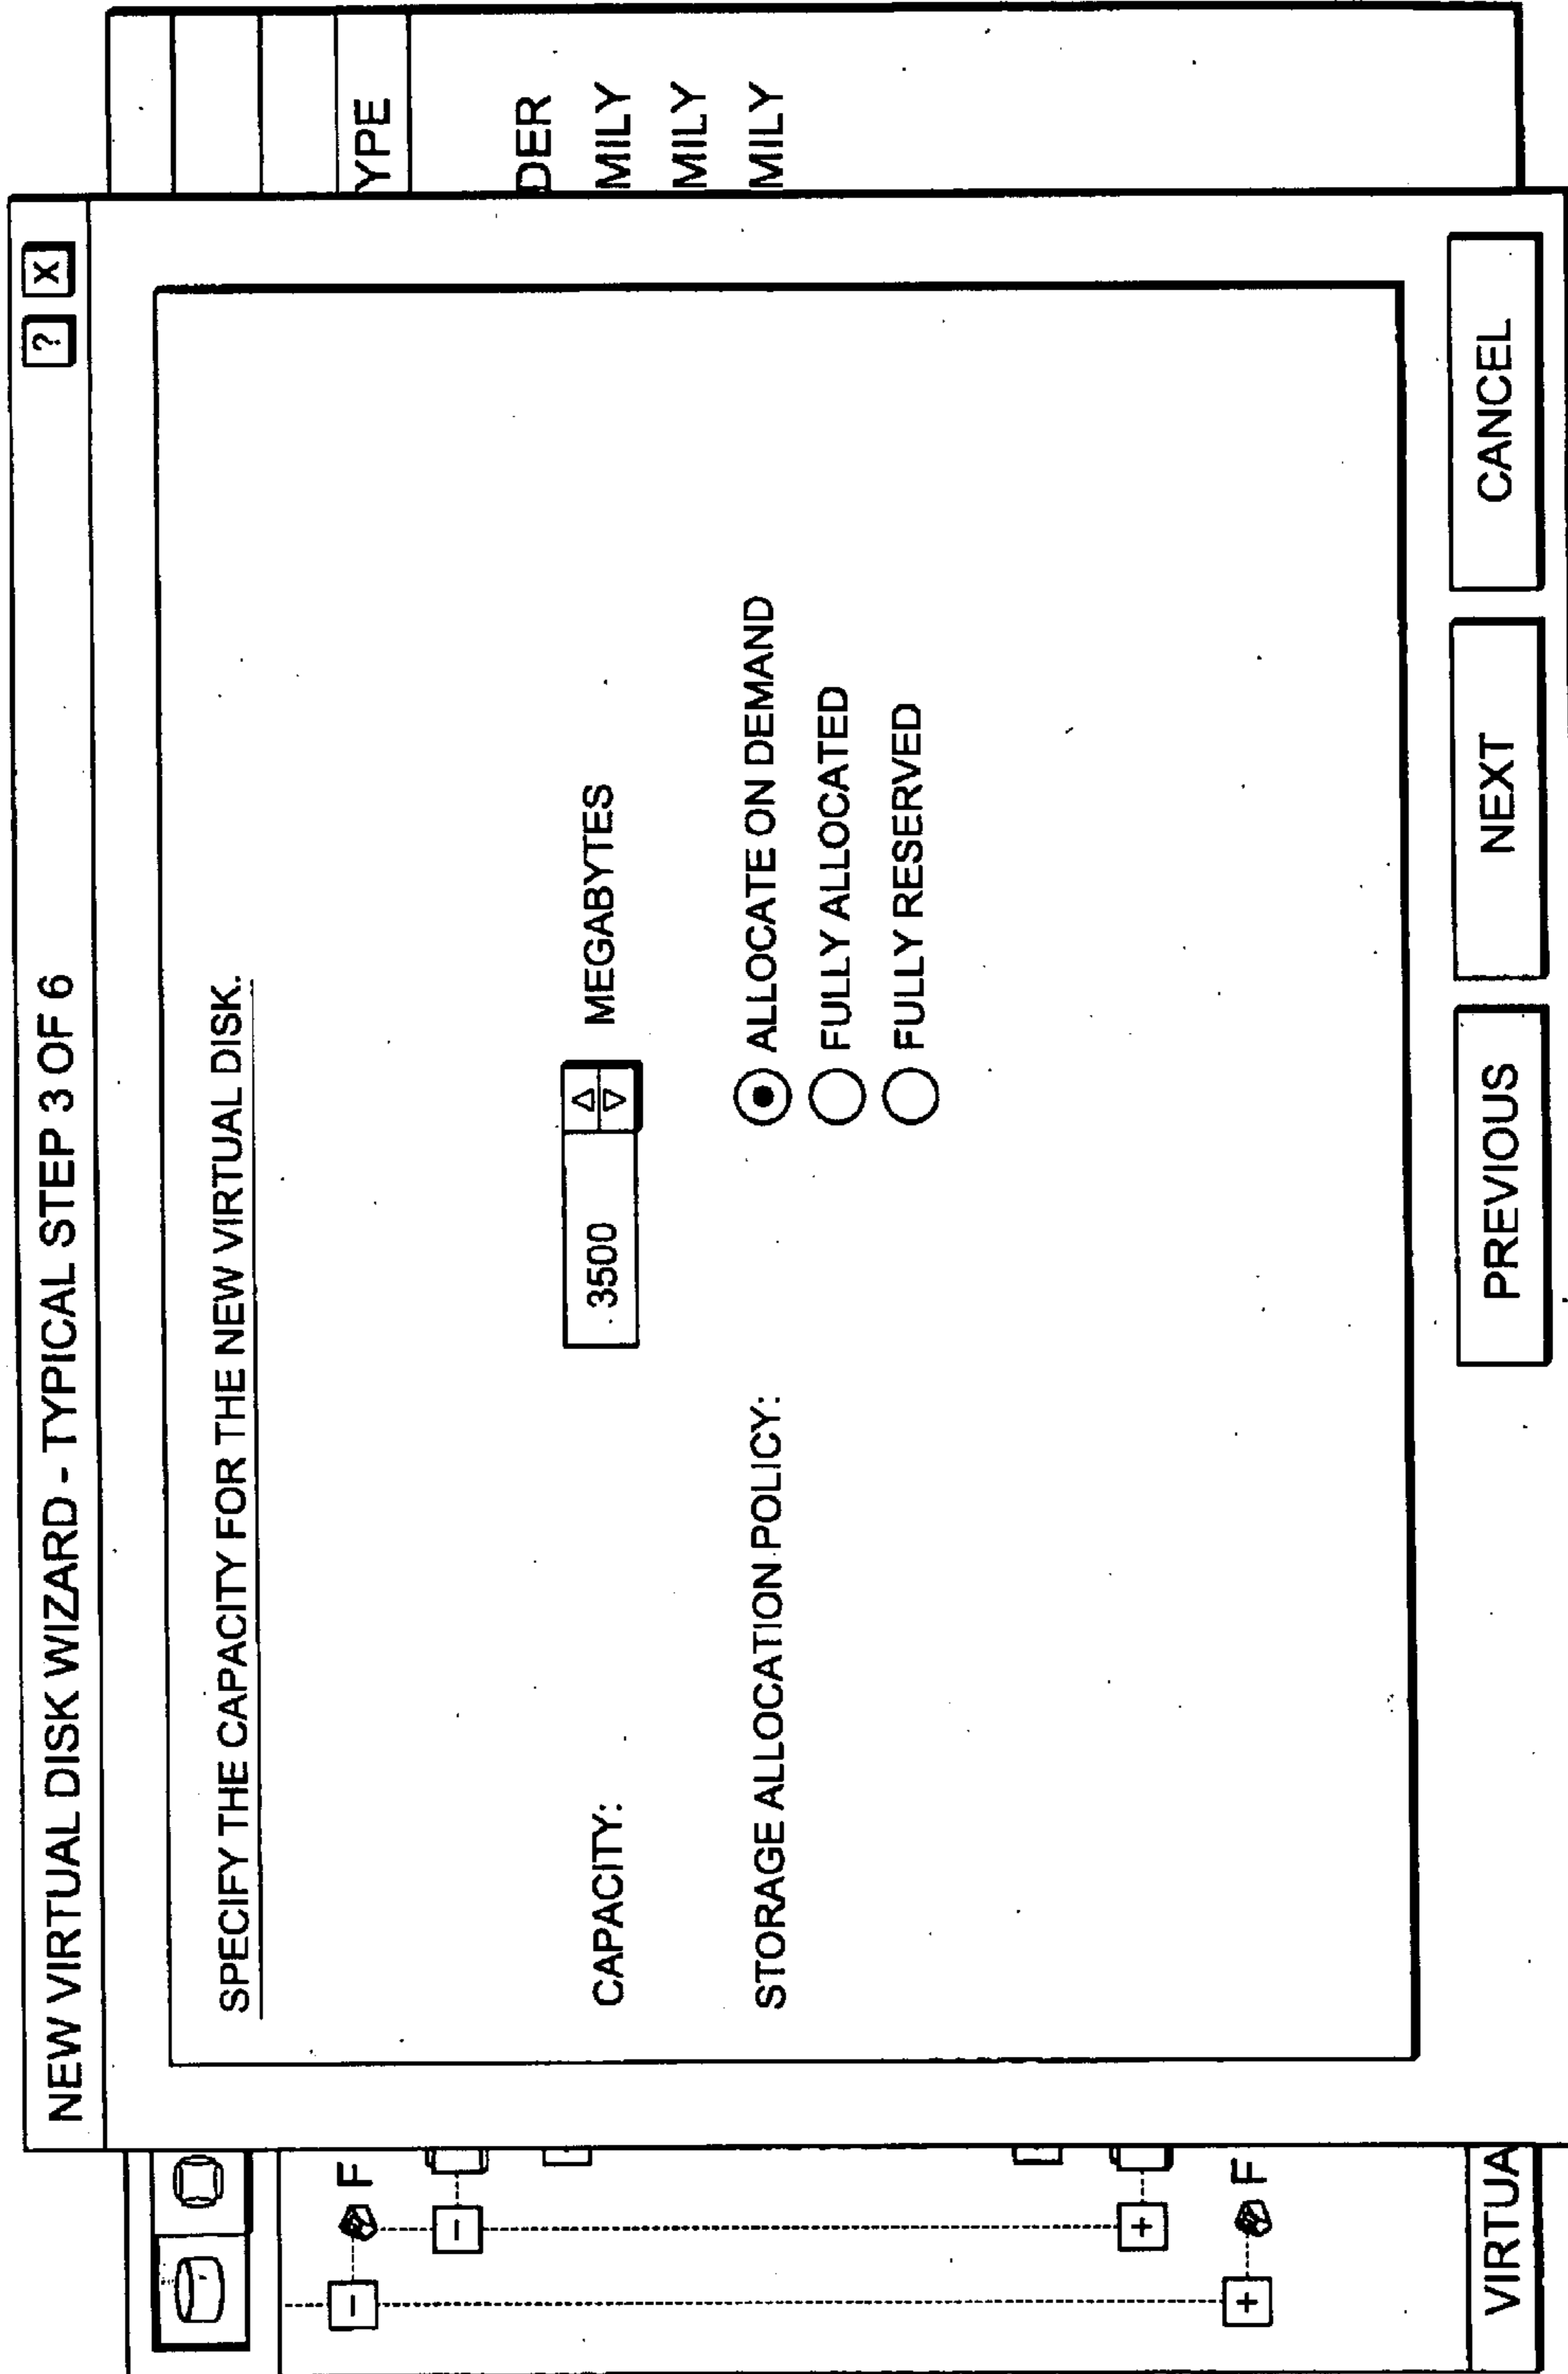 NEW VIRTUAL DISK WIZARD - TYPICAL STEP 3 OF 6
? X
SPECIFY THE CAPACITY FOR THE NEW VIRTUAL DISK.
CAPACITY: 3500 MEGABYTES
STORAGE ALLOCATION POLICY: ALLOCATE ON DEMAND
FULLY ALLOCATED
FULLY RESERVED
PREVIOUS NEXT CANCEL
F
F
VIRTUA
YPE
DER
MILY
MILY
MILY